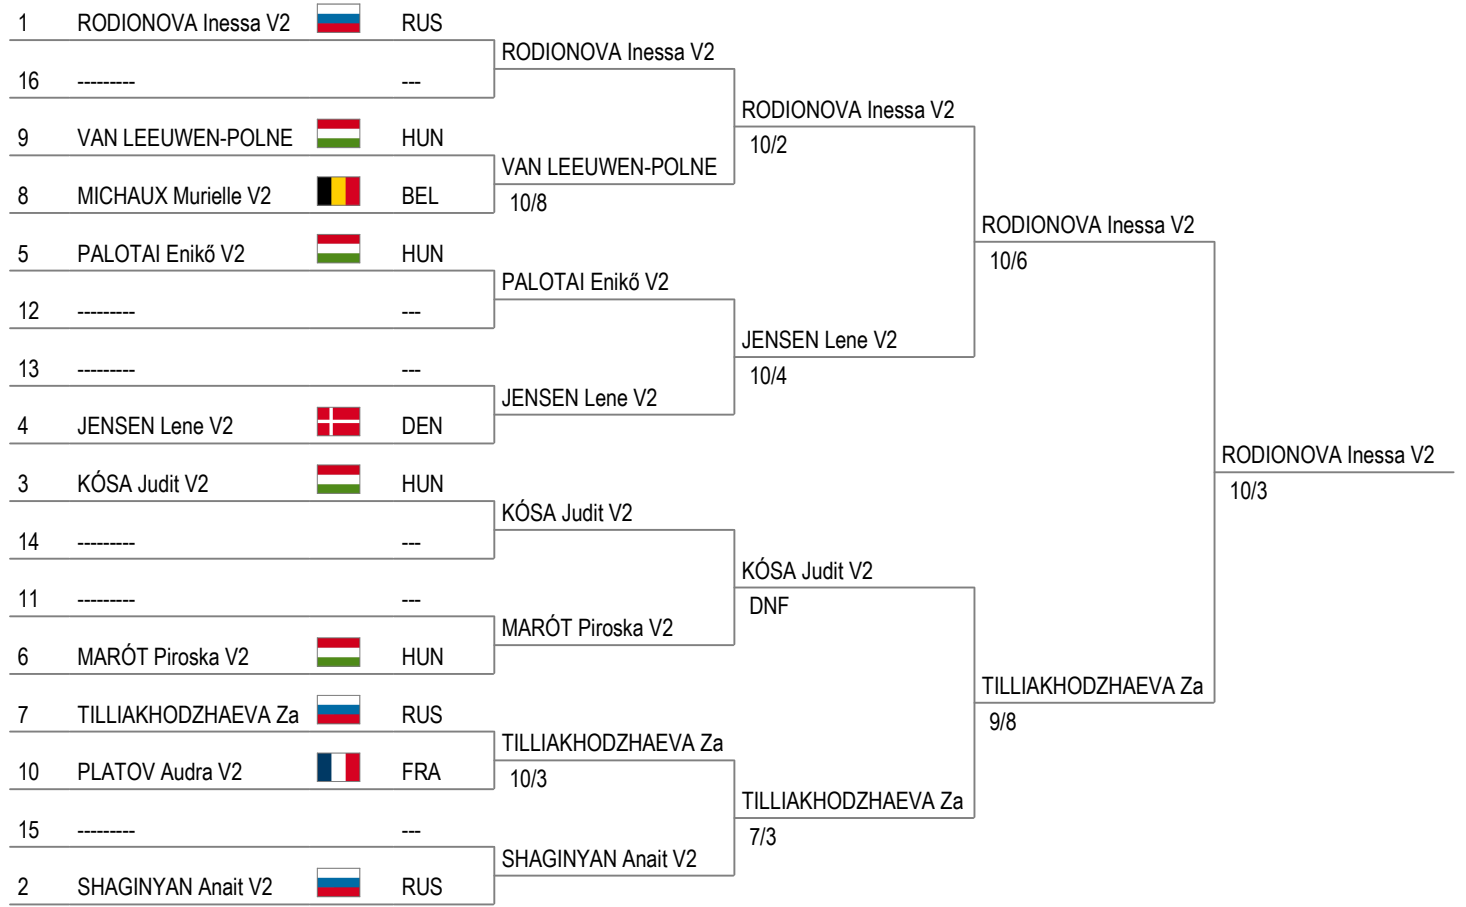 1 RODIONOVA Inessa V2 RUS
16 --------- ---
9 VAN LEEUWEN-POLNE HUN
8 MICHAUX Murielle V2 BEL
5 PALOTAI Enikő V2 HUN
12 --------- ---
13 --------- ---
4 JENSEN Lene V2 DEN
3 KÓSA Judit V2 HUN
14 --------- ---
11 --------- ---
6 MARÓT Piroska V2 HUN
7 TILLIAKHODZHAEVA Za RUS
10 PLATOV Audra V2 FRA
15 --------- ---
2 SHAGINYAN Anait V2 RUS
RODIONOVA Inessa V2
VAN LEEUWEN-POLNE
10/8
PALOTAI Enikő V2
JENSEN Lene V2
KÓSA Judit V2
MARÓT Piroska V2
TILLIAKHODZHAEVA Za
10/3
SHAGINYAN Anait V2
RODIONOVA Inessa V2
10/2
JENSEN Lene V2
10/4
KÓSA Judit V2
DNF
TILLIAKHODZHAEVA Za
7/3
RODIONOVA Inessa V2
10/6
TILLIAKHODZHAEVA Za
9/8
RODIONOVA Inessa V2
10/3